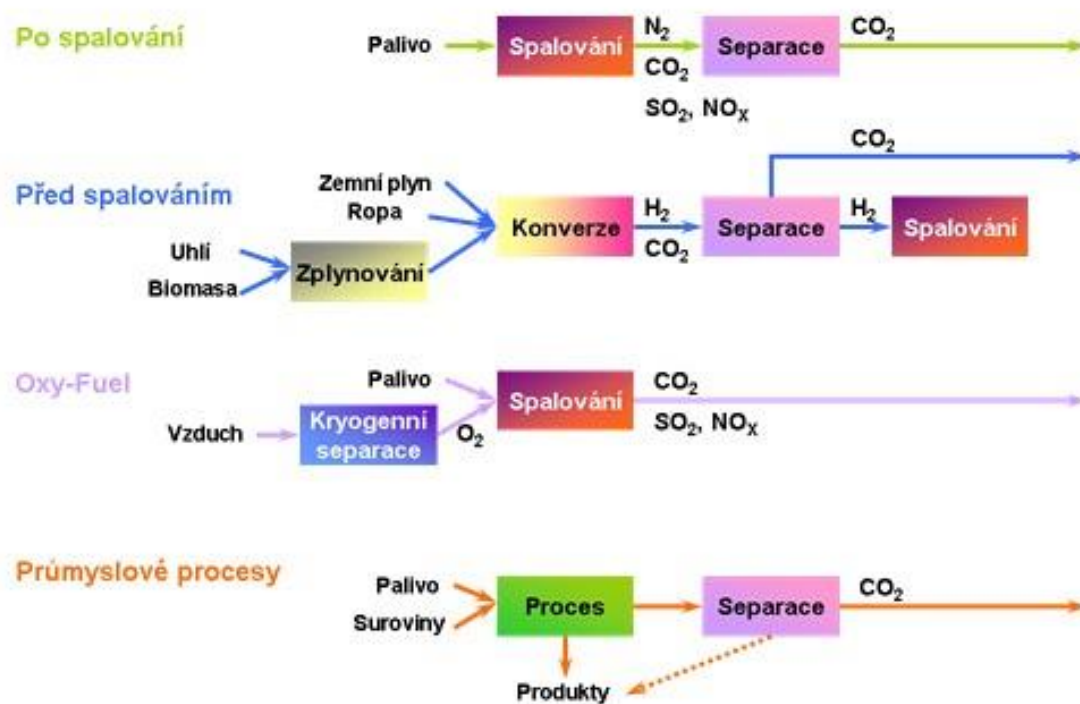 Po spalování
Palivo
Spalování
N₂
CO₂
SO₂, NOₓ
Separace
CO₂
Před spalováním
Zemní plyn
Ropa
Uhlí
Biomasa
Zplynování
Konverze
H₂
CO₂
Separace
CO₂
H₂
Spalování
Oxy-Fuel
Palivo
Vzduch
Kryogenní
separace
O₂
Spalování
CO₂
SO₂, NOₓ
Prúmyslové procesy
Palivo
Suroviny
Proces
Separace
CO₂
Produkty